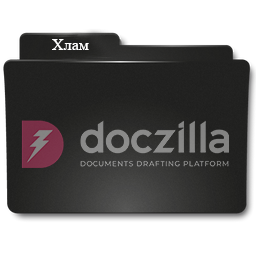 Хлам
doczilla
DOCUMENTS DRAFTING PLATFORM